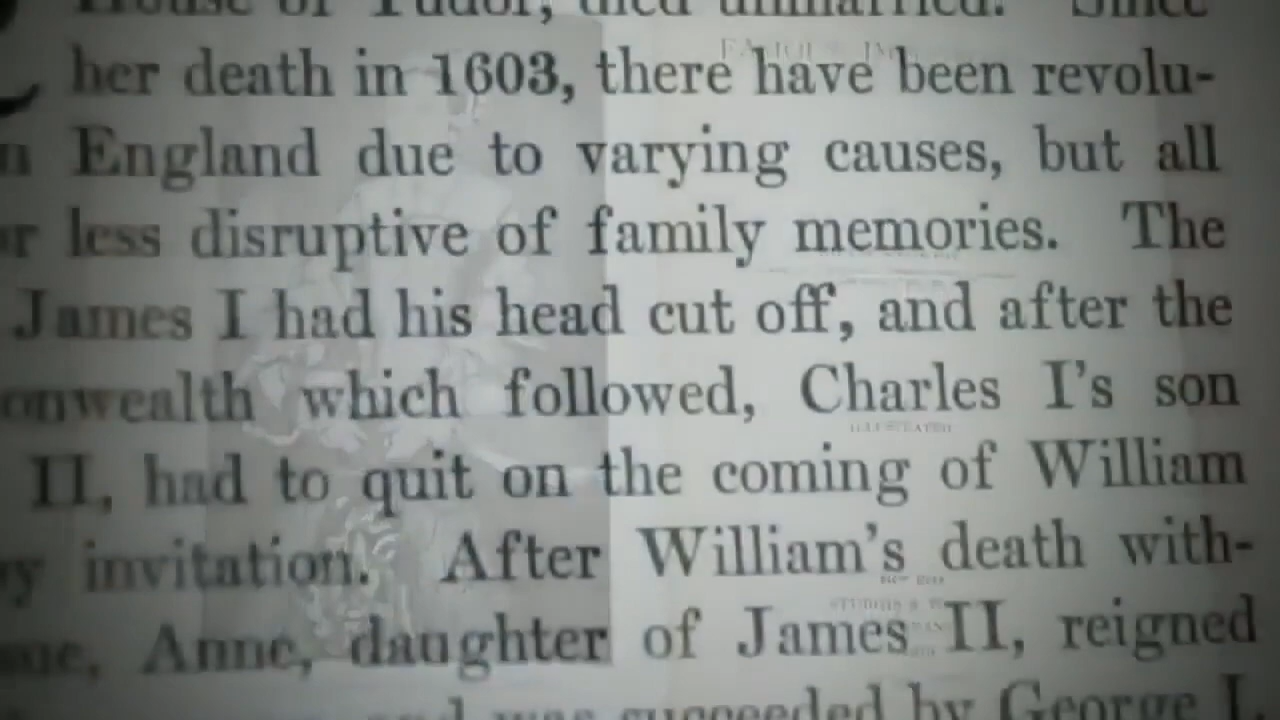 House of Tudor, died unmarried. Since
her death in 1603, there have been revolu-
England due to varying causes, but all
less disruptive of family memories. The
James I had his head cut off, and after the
onwealth which followed, Charles I's son
II, had to quit on the coming of William
invitation. After William's death with-
Anne, daughter of James II, reigned
and was succeeded by George I.